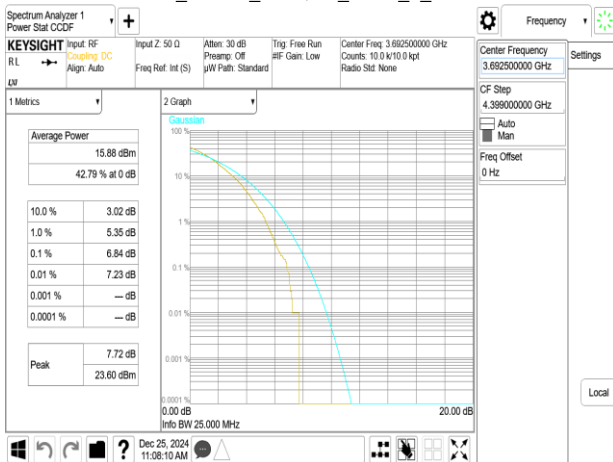 Spectrum Analyzer 1
Power Stat CCDF
Frequency
Settings
KEYSIGHT
RL
Input: RF
Coupling: DC
Align: Auto
Input Z: 50 Ω
Freq Ref: Int (S)
Atten: 30 dB
Preamp: Off
µW Path: Standard
Trig: Free Run
#IF Gain: Low
Center Freq: 3.692500000 GHz
Counts: 10.0 k/10.0 kpt
Radio Std: None
Center Frequency
3.692500000 GHz
CF Step
4.399000000 GHz
Auto
Man
Freq Offset
0 Hz
Local
1 Metrics
Average Power
15.88 dBm
42.79 % at 0 dB
10.0 % 3.02 dB
1.0 % 5.35 dB
0.1 % 6.84 dB
0.01 % 7.23 dB
0.001 % --- dB
0.0001 % --- dB
Peak 7.72 dB
23.60 dBm
2 Graph
Gaussian
100 %
10 %
1 %
0.1 %
0.01 %
0.001 %
0.0001 %
0.00 dB 20.00 dB
Info BW 25.000 MHz
?
Dec 25, 2024
11:08:10 AM